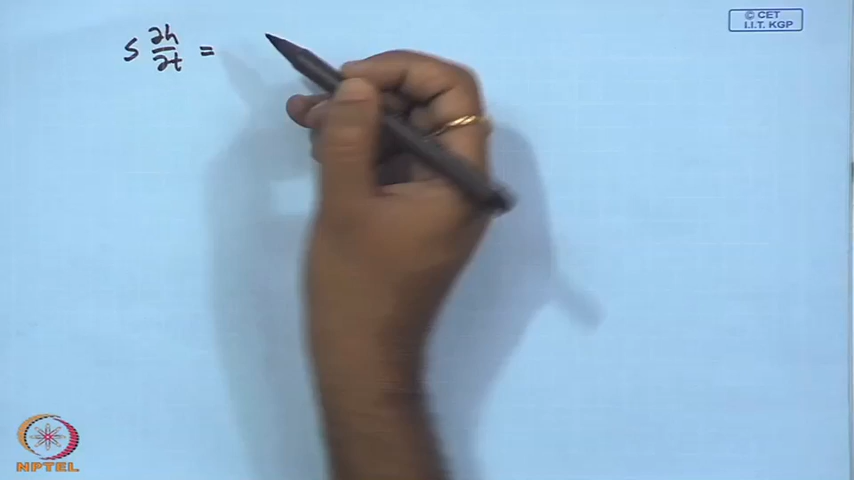 © CET
I.I.T. KGP
S ∂h/∂t =
NPTEL